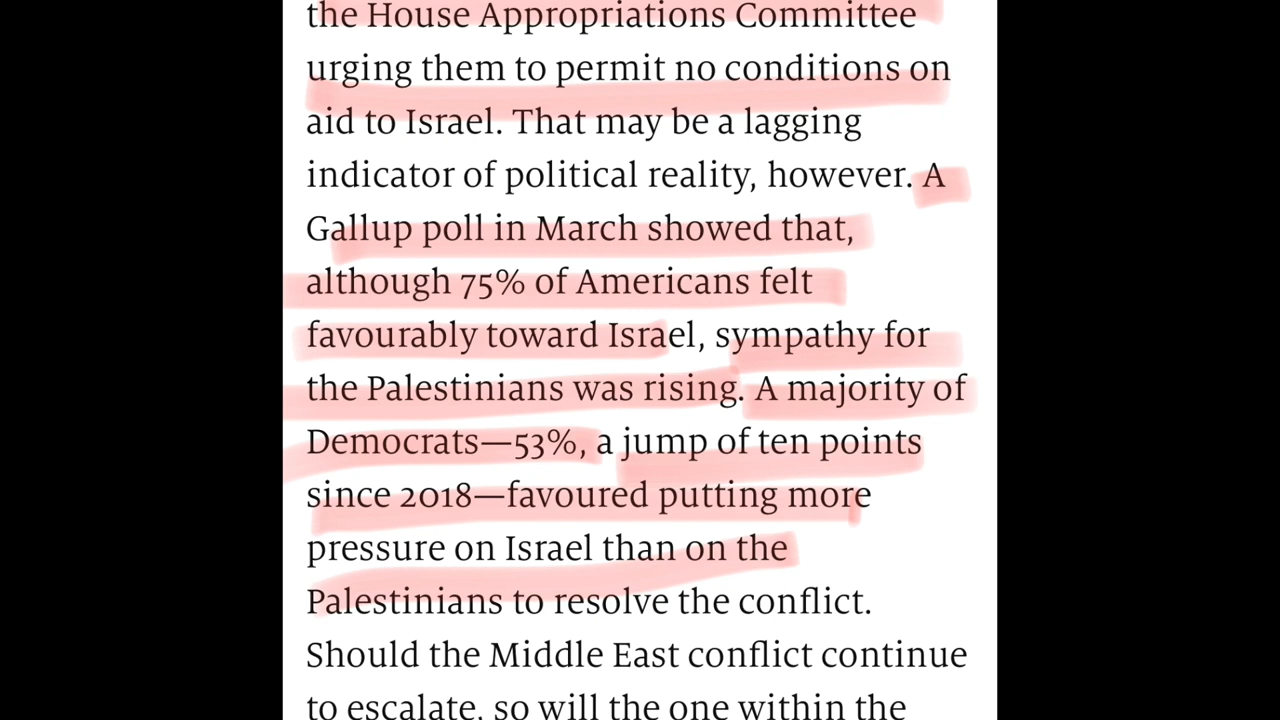 the House Appropriations Committee
urging them to permit no conditions on
aid to Israel. That may be a lagging
indicator of political reality, however. A
Gallup poll in March showed that,
although 75% of Americans felt
favourably toward Israel, sympathy for
the Palestinians was rising. A majority of
Democrats—53%, a jump of ten points
since 2018—favoured putting more
pressure on Israel than on the
Palestinians to resolve the conflict.
Should the Middle East conflict continue
to escalate, so will the one within the